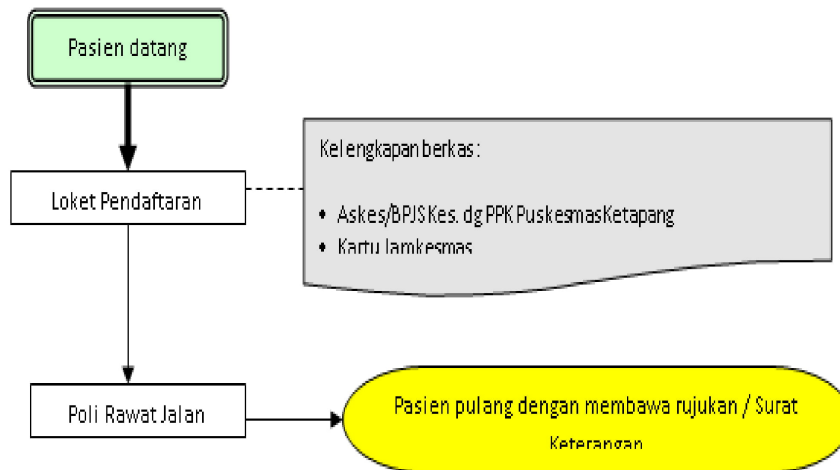 Pasien datang
Kelengkapan berkas:
Loket Pendaftaran
• Askes/BPJS Kes. dg PPK Puskesmas Ketapang
• Kartu Jamkesmas
Poli Rawat Jalan
Pasien pulang dengan membawa rujukan / Surat
Keterangan